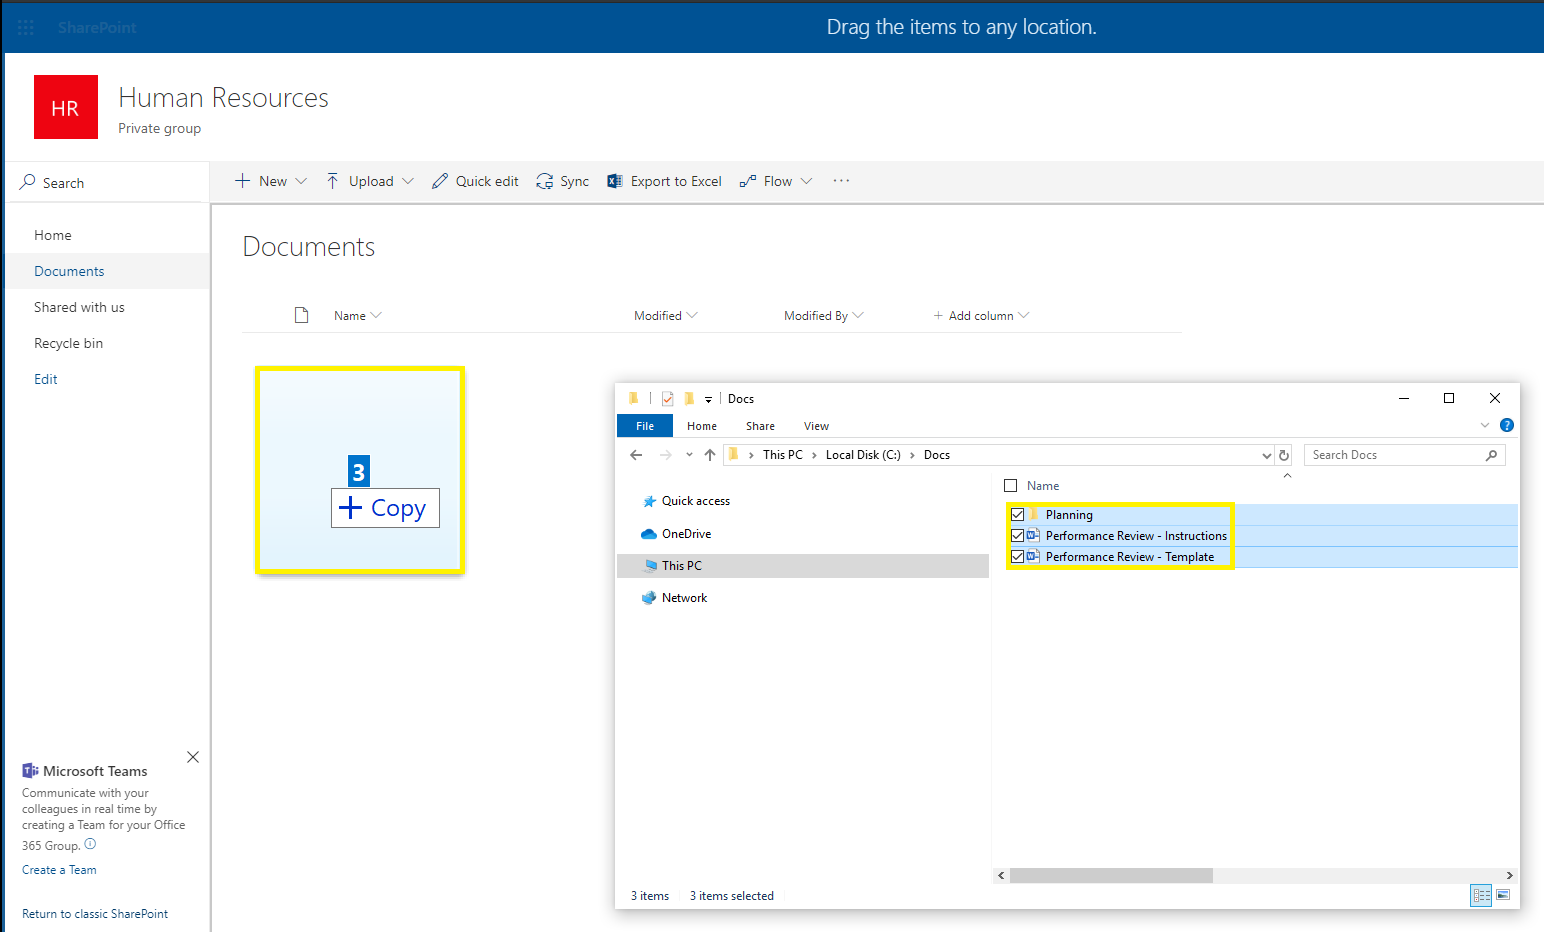 SharePoint
Drag the items to any location.
HR
Human Resources
Private group
Search
New
Upload
Quick edit
Sync
Export to Excel
Flow
...
Home
Documents
Shared with us
Recycle bin
Edit
Documents
Name
Modified
Modified By
+ Add column
3
+ Copy
Docs
File
Home
Share
View
?
This PC > Local Disk (C:) > Docs
Search Docs
Quick access
OneDrive
This PC
Network
Name
Planning
Performance Review - Instructions
Performance Review - Template
3 items
3 items selected
Microsoft Teams
Communicate with your
colleagues in real time by
creating a Team for your Office
365 Group.
Create a Team
Return to classic SharePoint